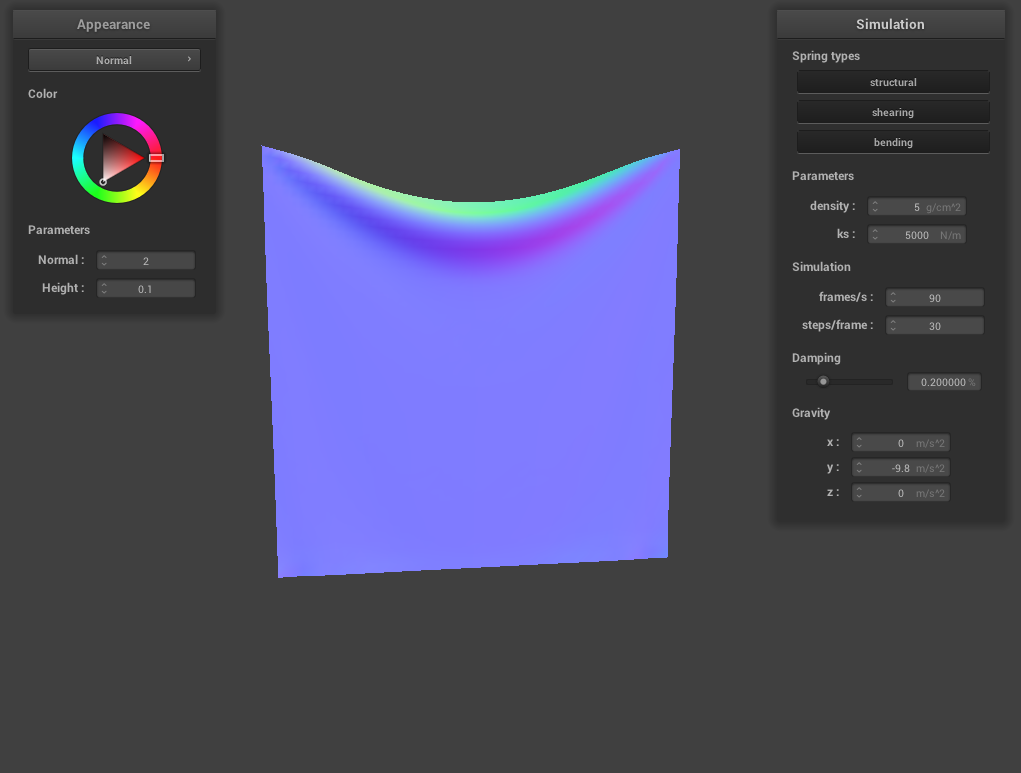 Appearance
Normal ›
Color
Parameters
Normal : 2
Height : 0.1
Simulation
Spring types
structural
shearing
bending
Parameters
density : 5 g/cm^2
ks : 5000 N/m
Simulation
frames/s : 90
steps/frame : 30
Damping
0.200000 %
Gravity
x : 0 m/s^2
y : -9.8 m/s^2
z : 0 m/s^2